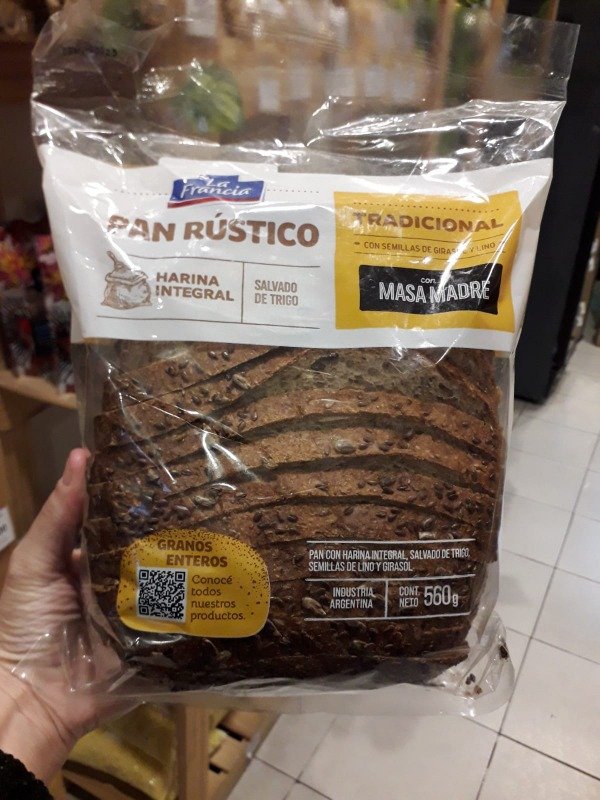 La
Francia
PAN RÚSTICO
HARINA
INTEGRAL
SALVADO
DE TRIGO
TRADICIONAL
CON SEMILLAS DE GIRASOL Y LINO
con
MASA MADRE
GRANOS
ENTEROS
Conocé
todos
nuestros
productos.
PAN CON HARINA INTEGRAL, SALVADO DE TRIGO,
SEMILLAS DE LINO Y GIRASOL
INDUSTRIA
ARGENTINA
CONT.
NETO 560g